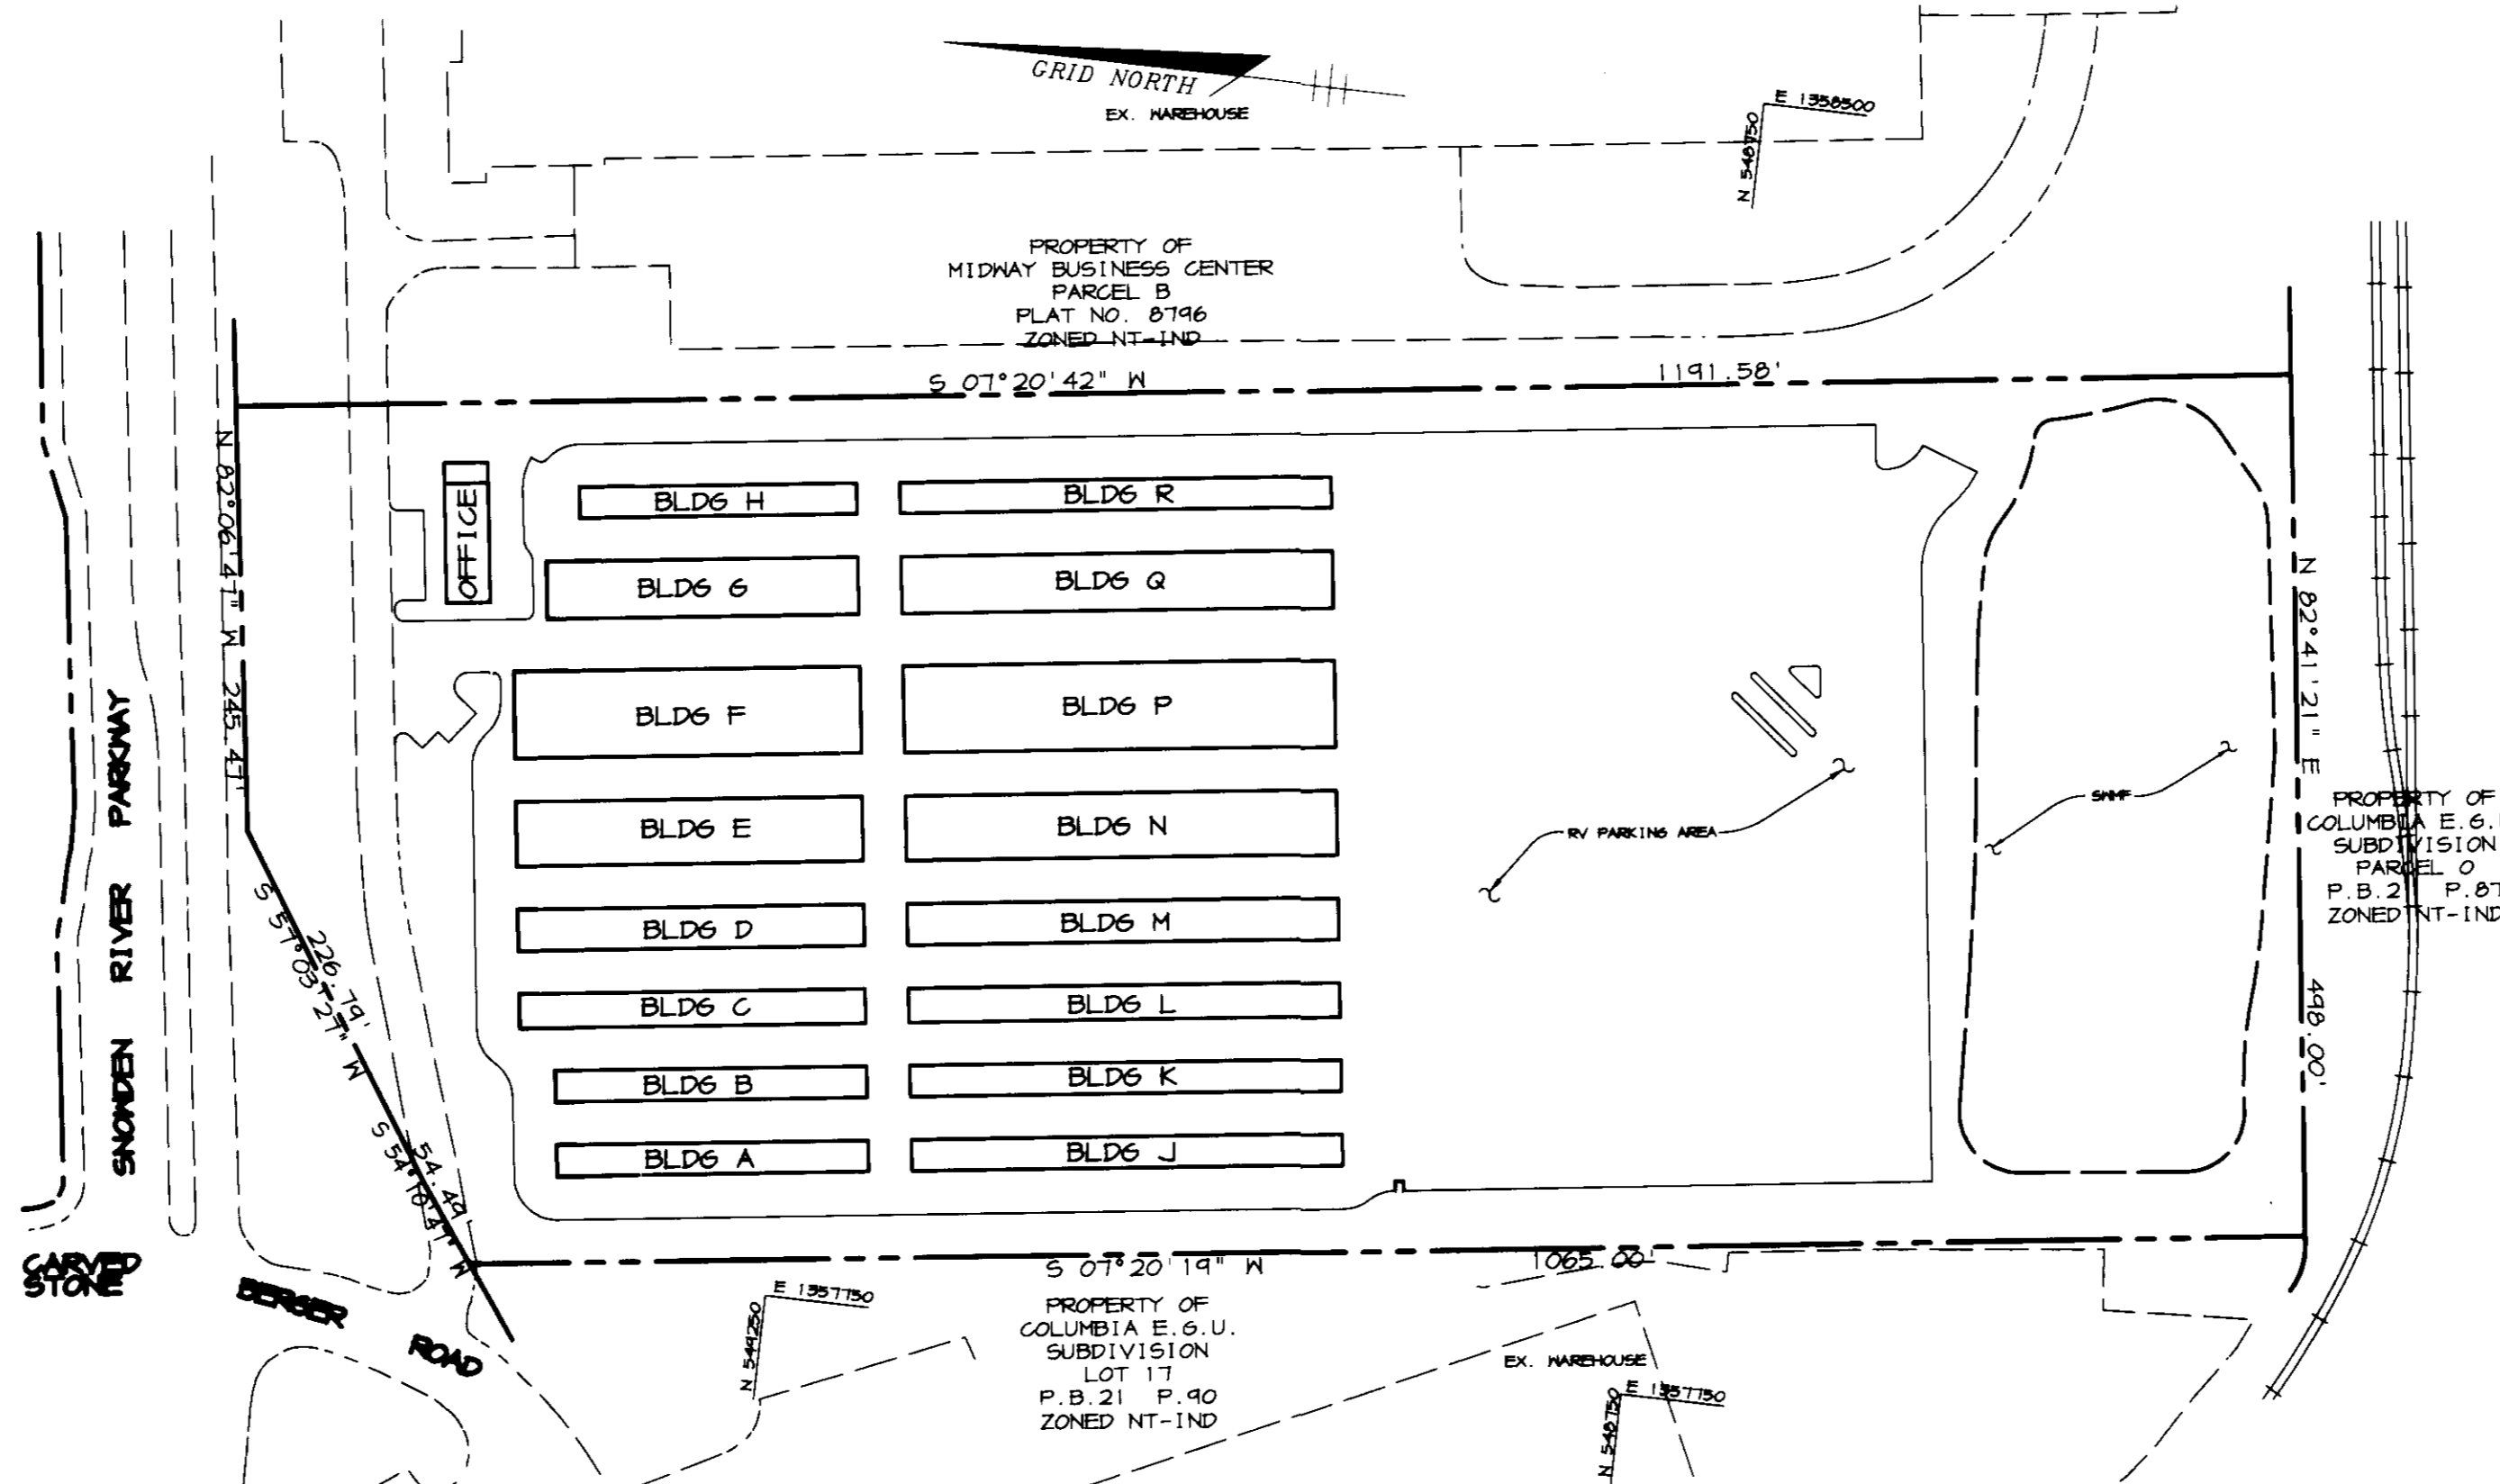 GRID NORTH
EX. WAREHOUSE
E 1358500
N 548750
PROPERTY OF
MIDWAY BUSINESS CENTER
PARCEL B
PLAT NO. 8796
ZONED NT-IND
S 07°20'42" W
1191.58'
N 82°06'47" W 245.47'
OFFICE
BLDG H
BLDG R
BLDG G
BLDG Q
BLDG F
BLDG P
BLDG E
BLDG N
BLDG D
BLDG M
BLDG C
BLDG L
BLDG B
BLDG K
BLDG A
BLDG J
RV PARKING AREA
SWMF
N 82°41'21" E
498.00'
PROPERTY OF
COLUMBIA E.G.
SUBDIVISION
PARCEL O
P.B.21 P.87
ZONED NT-IND
SNOWDEN RIVER PARKWAY
226.79'
S 57°03'27" W
54.49'
CARVED
STONE
BERGER
ROAD
S 07°20'19" W
1065.00'
E 1357750
N 549250
PROPERTY OF
COLUMBIA E.G.U.
SUBDIVISION
LOT 17
P.B.21 P.90
ZONED NT-IND
EX. WAREHOUSE
E 1357750
N 548750